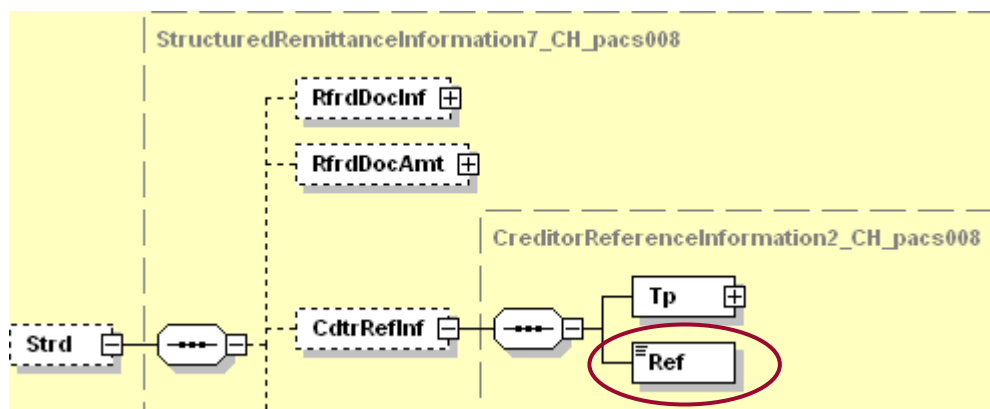 StructuredRemittanceInformation7_CH_pacs008
RfrdDocInf
RfrdDocAmt
CreditorReferenceInformation2_CH_pacs008
Tp
Strd
CdtrRefInf
Ref